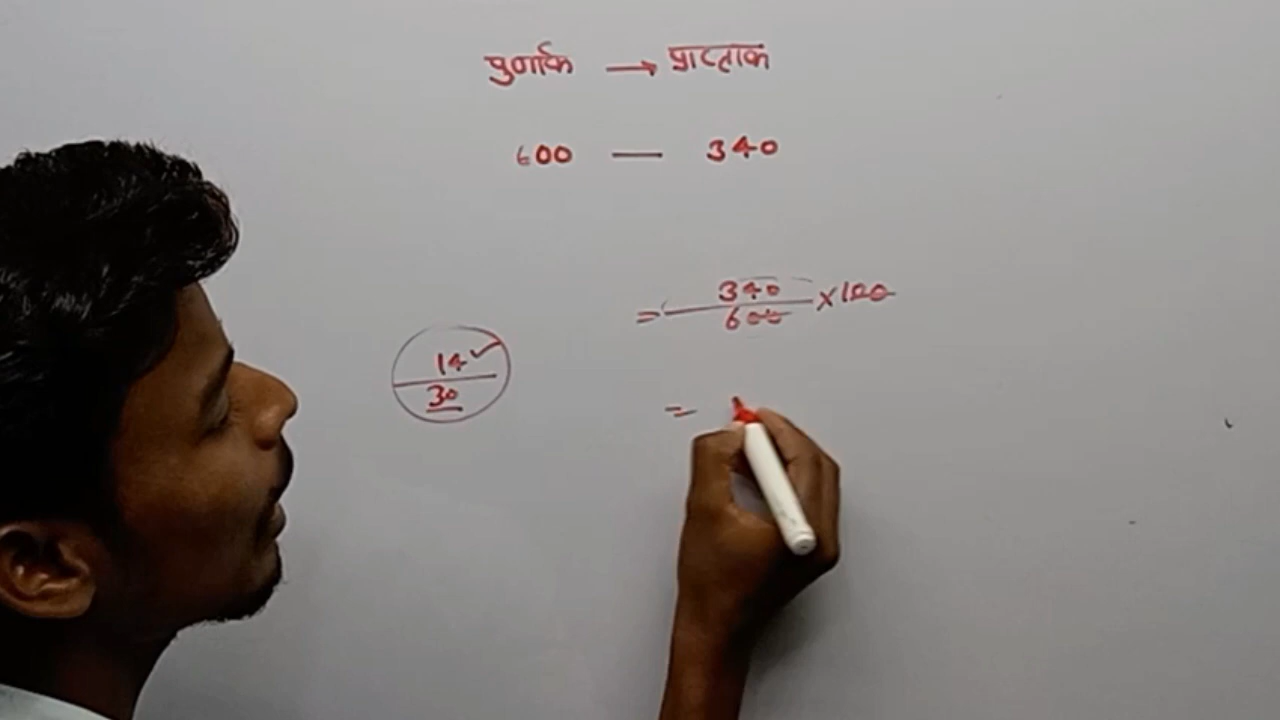 पुर्णांक → प्राप्तांक
600 — 340
= 340/600 × 100
14 ✓
30
=